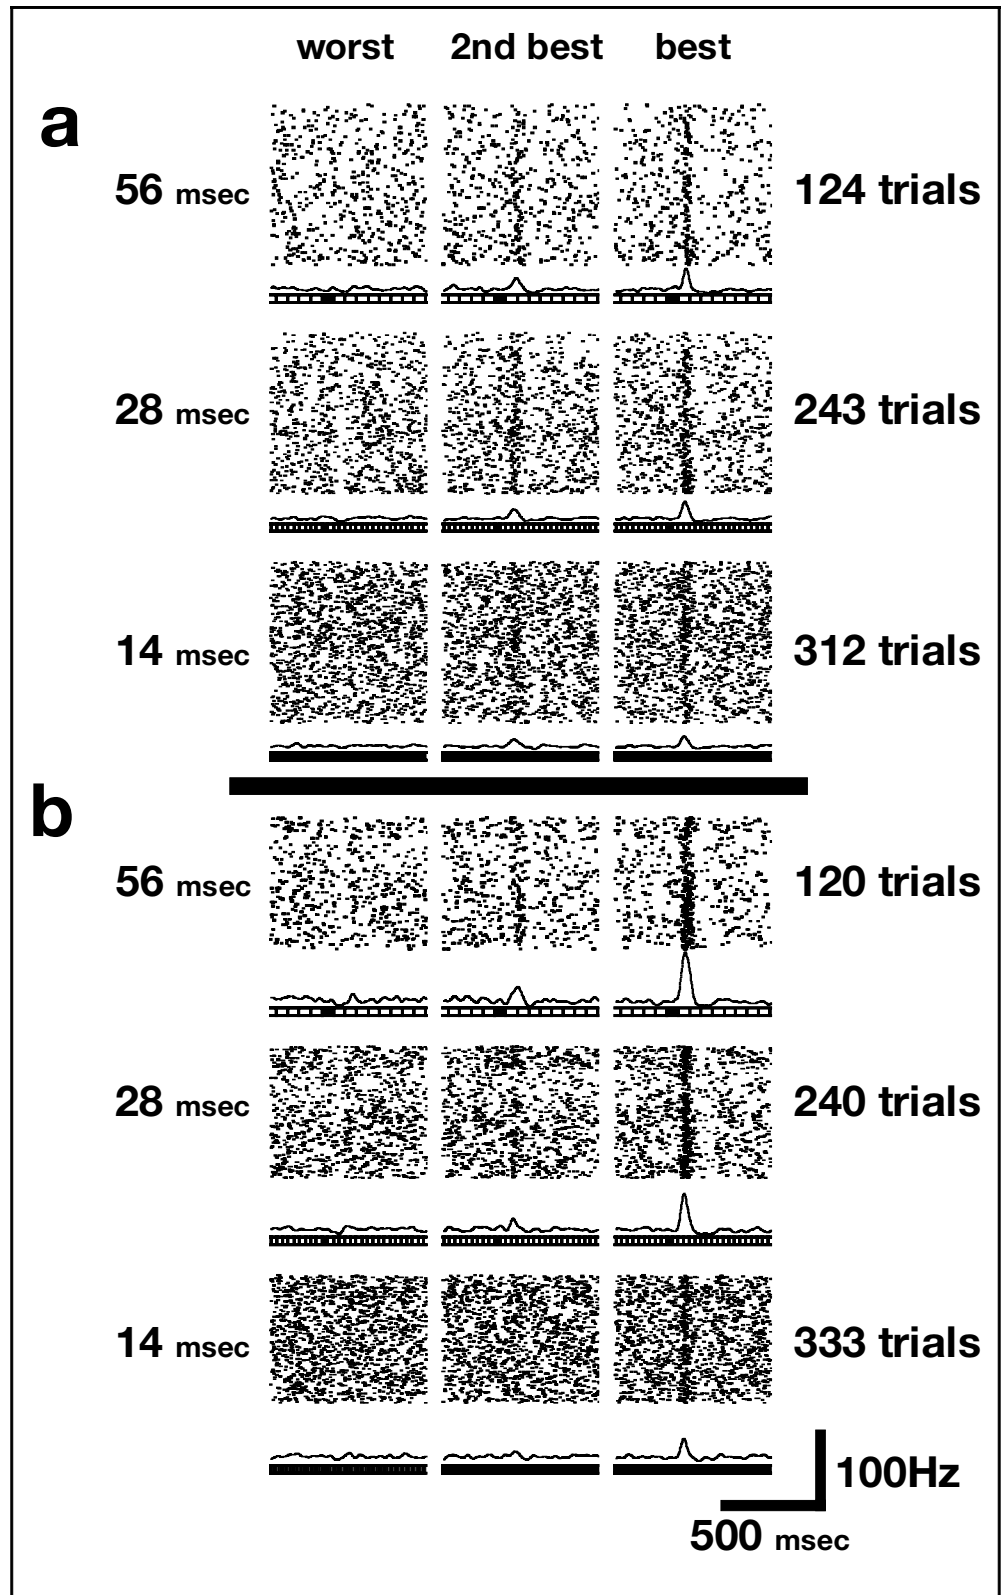 worst 2nd best best
a
56 msec 124 trials
28 msec 243 trials
14 msec 312 trials
b
56 msec 120 trials
28 msec 240 trials
14 msec 333 trials
100Hz
500 msec